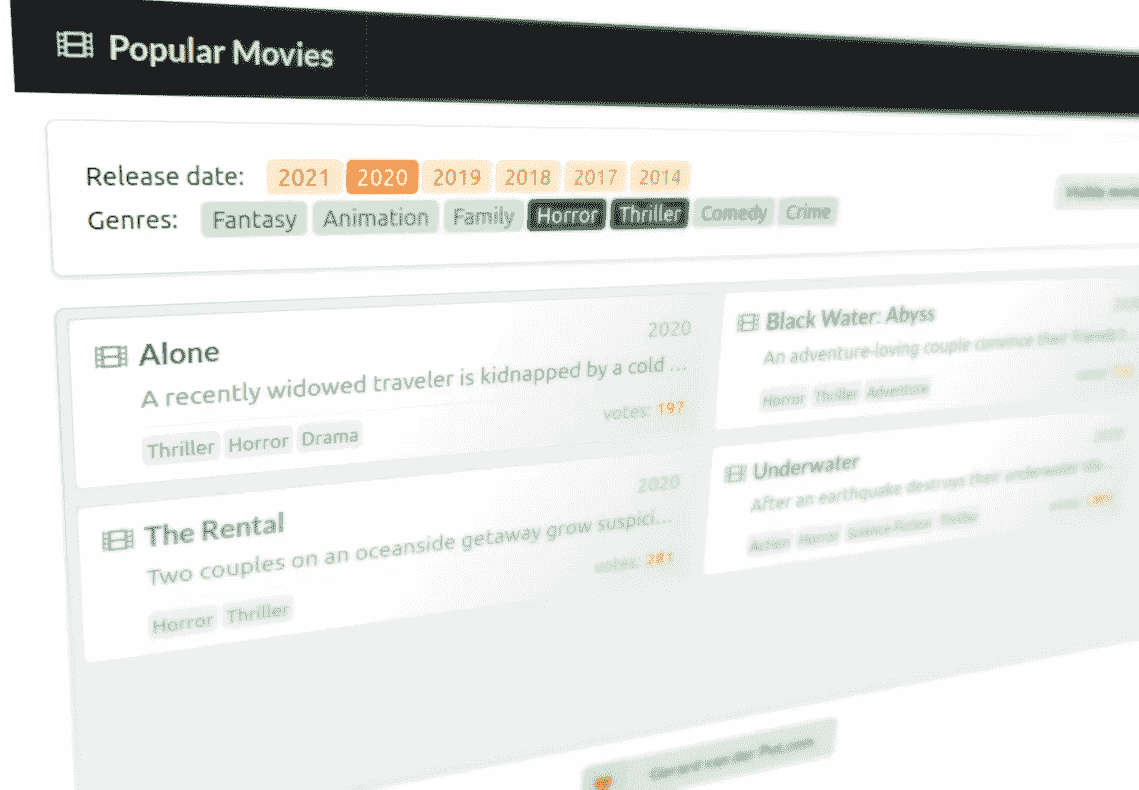 Popular Movies
Release date: 2021 2020 2019 2018 2017 2014
Genres: Fantasy Animation Family Horror Thriller Comedy Crime
Visible
2020
Alone
A recently widowed traveler is kidnapped by a cold ...
votes: 197
Thriller Horror Drama
2020
The Rental
Two couples on an oceanside getaway grow suspici...
votes: 281
Horror Thriller
Black Water: Abyss
An adventure-loving couple convince their friends t...
votes:
Horror Thriller Adventure
2020
Underwater
After an earthquake destroys their underwater sta...
votes:
Action Horror Science Fiction Thriller
Gerard van der Put.com